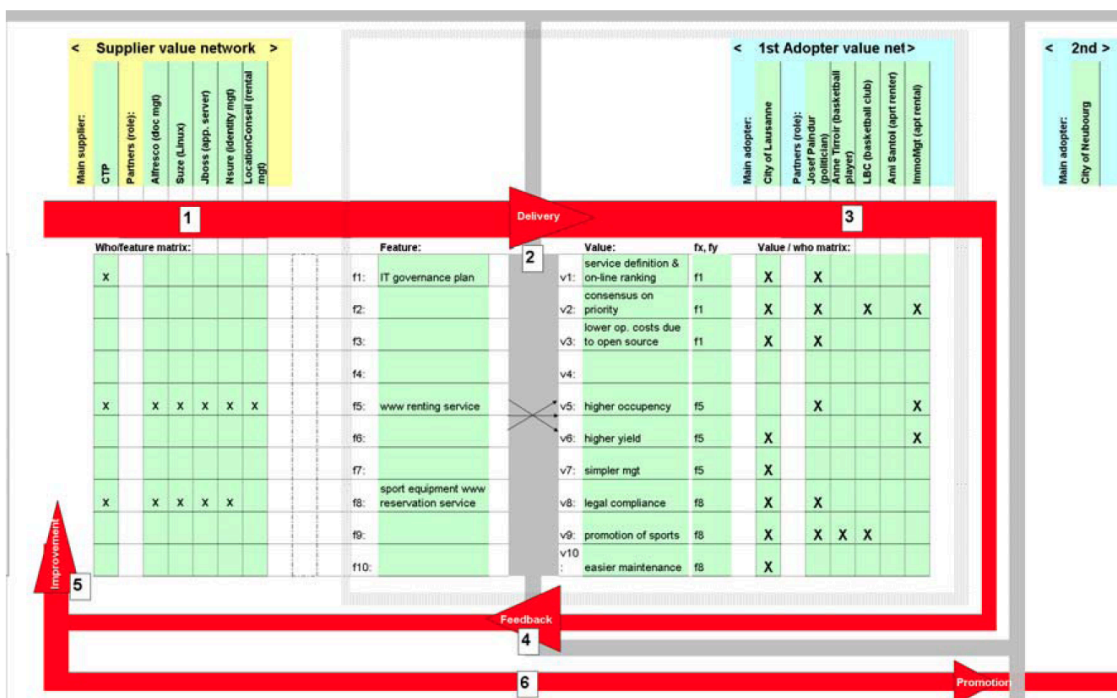 < Supplier value network >
< 1st Adopter value net>
< 2nd >
Main supplier:
CTP
Partners (role):
Alfresco (doc mgt)
Suze (Linux)
Jboss (app. server)
Nsure (identity mgt)
LocationConseil (rental
mgt)
Main adopter:
City of Lausanne
Partners (role):
Josef Paindur
(politician)
Anne Tirroir (basketball
player)
LBC (basketball club)
Ami Santol (aprt renter)
ImmoMgt (apt rental)
Main adopter:
City of Neubourg
1
Delivery
3
Who/feature matrix:
Feature:
2
Value:
fx, fy
Value / who matrix:
x
f1:
IT governance plan
v1:
service definition &
on-line ranking
f1
X X
f2:
v2:
consensus on
priority
f1
X X X X
f3:
v3:
lower op. costs due
to open source
f1
X X
f4:
v4:
x x x x x x
f5:
www renting service
v5:
higher occupency
f5
X X
f6:
v6:
higher yield
f5
X X
f7:
v7:
simpler mgt
f5
X
x x x x x
f8:
sport equipment www
reservation service
v8:
legal compliance
f8
X X
f9:
v9:
promotion of sports
f8
X X X X
f10:
v10
:
easier maintenance
f8
X
Improvement
5
Feedback
4
6
Promotion